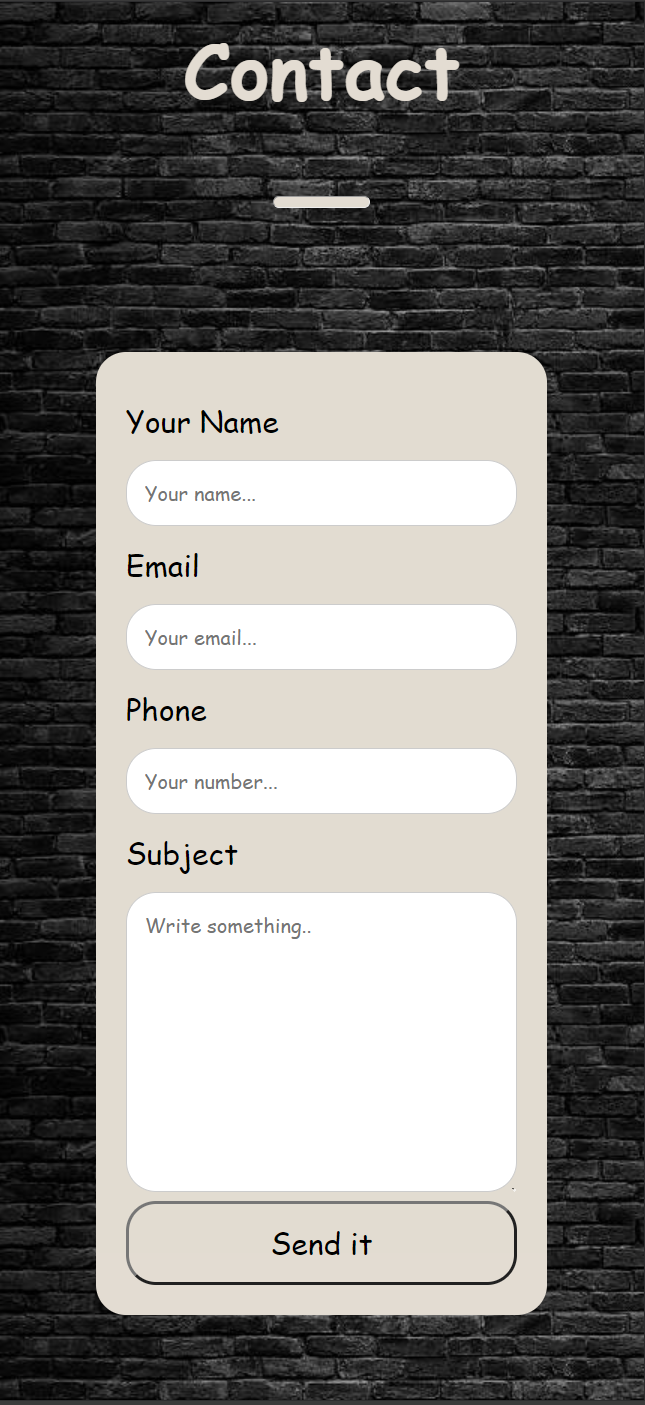 Contact
Your Name
Your name...
Email
Your email...
Phone
Your number...
Subject
Write something..
Send it